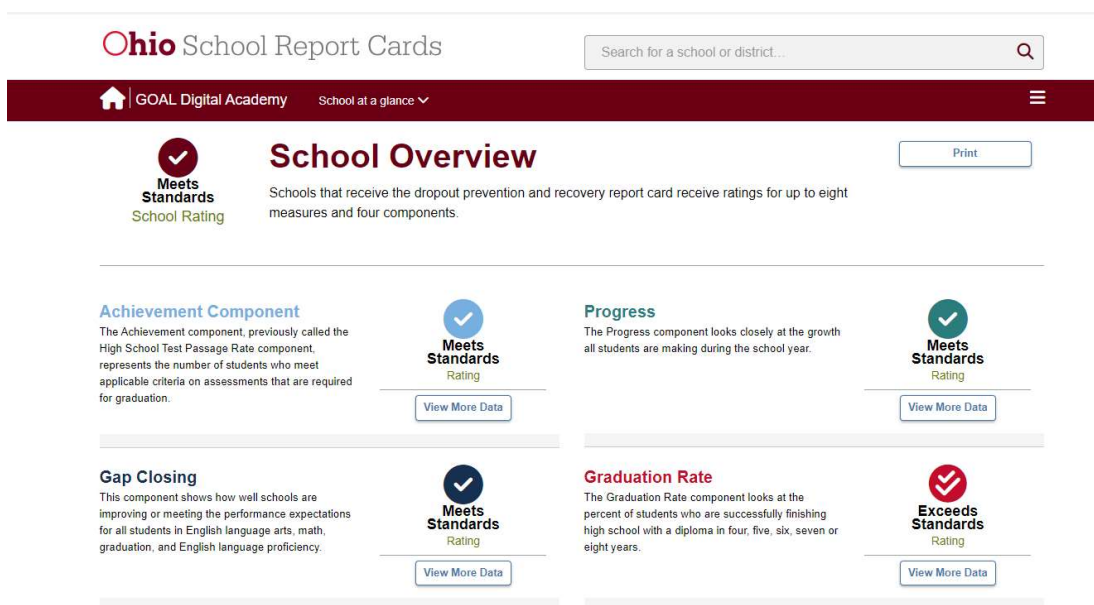 Ohio School Report Cards
Search for a school or district...
GOAL Digital Academy
School at a glance
Meets
Standards
School Rating
School Overview
Schools that receive the dropout prevention and recovery report card receive ratings for up to eight
measures and four components.
Print
Achievement Component
The Achievement component, previously called the
High School Test Passage Rate component,
represents the number of students who meet
applicable criteria on assessments that are required
for graduation.
Meets
Standards
Rating
View More Data
Progress
The Progress component looks closely at the growth
all students are making during the school year.
Meets
Standards
Rating
View More Data
Gap Closing
This component shows how well schools are
improving or meeting the performance expectations
for all students in English language arts, math,
graduation, and English language proficiency.
Meets
Standards
Rating
View More Data
Graduation Rate
The Graduation Rate component looks at the
percent of students who are successfully finishing
high school with a diploma in four, five, six, seven or
eight years.
Exceeds
Standards
Rating
View More Data